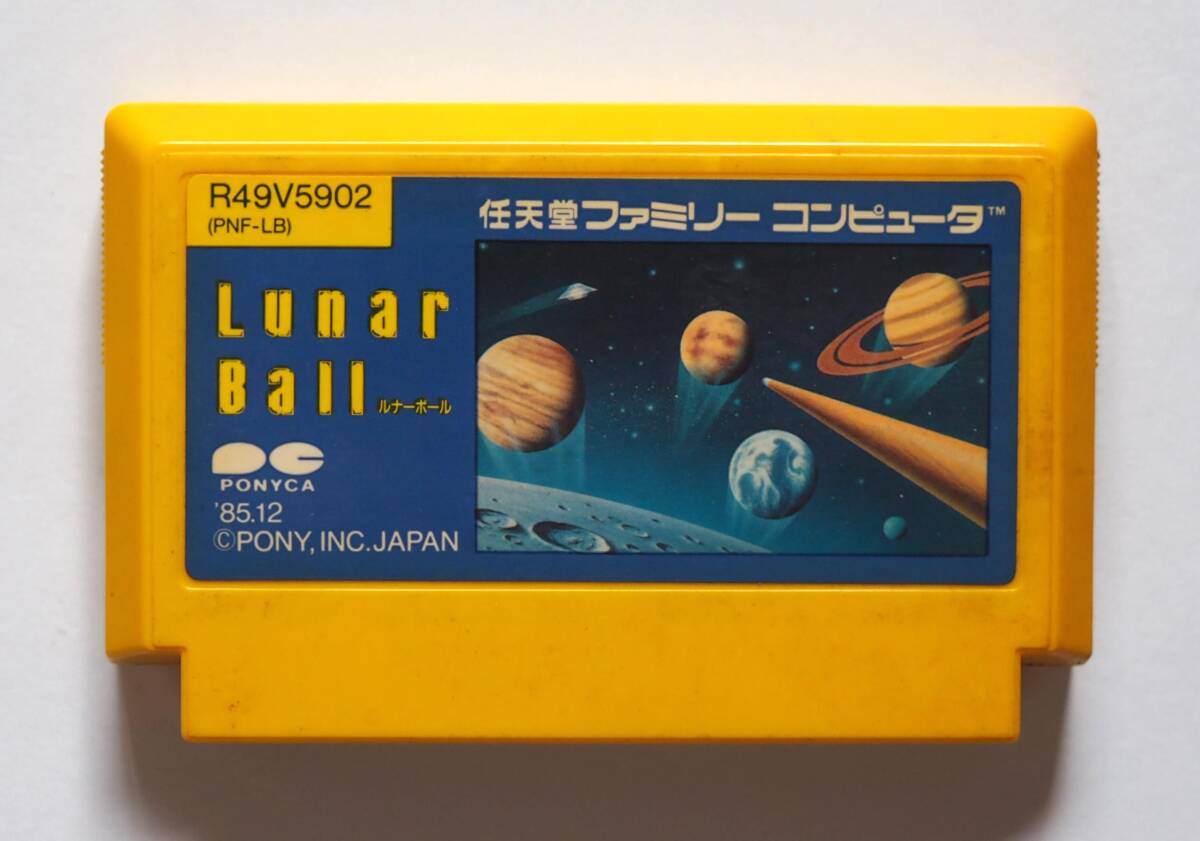 R49V5902
(PNF-LB)
任天堂ファミリー コンピュータ™
Lunar
Ball
ルナーボール
PONYCA
'85.12
©PONY, INC. JAPAN